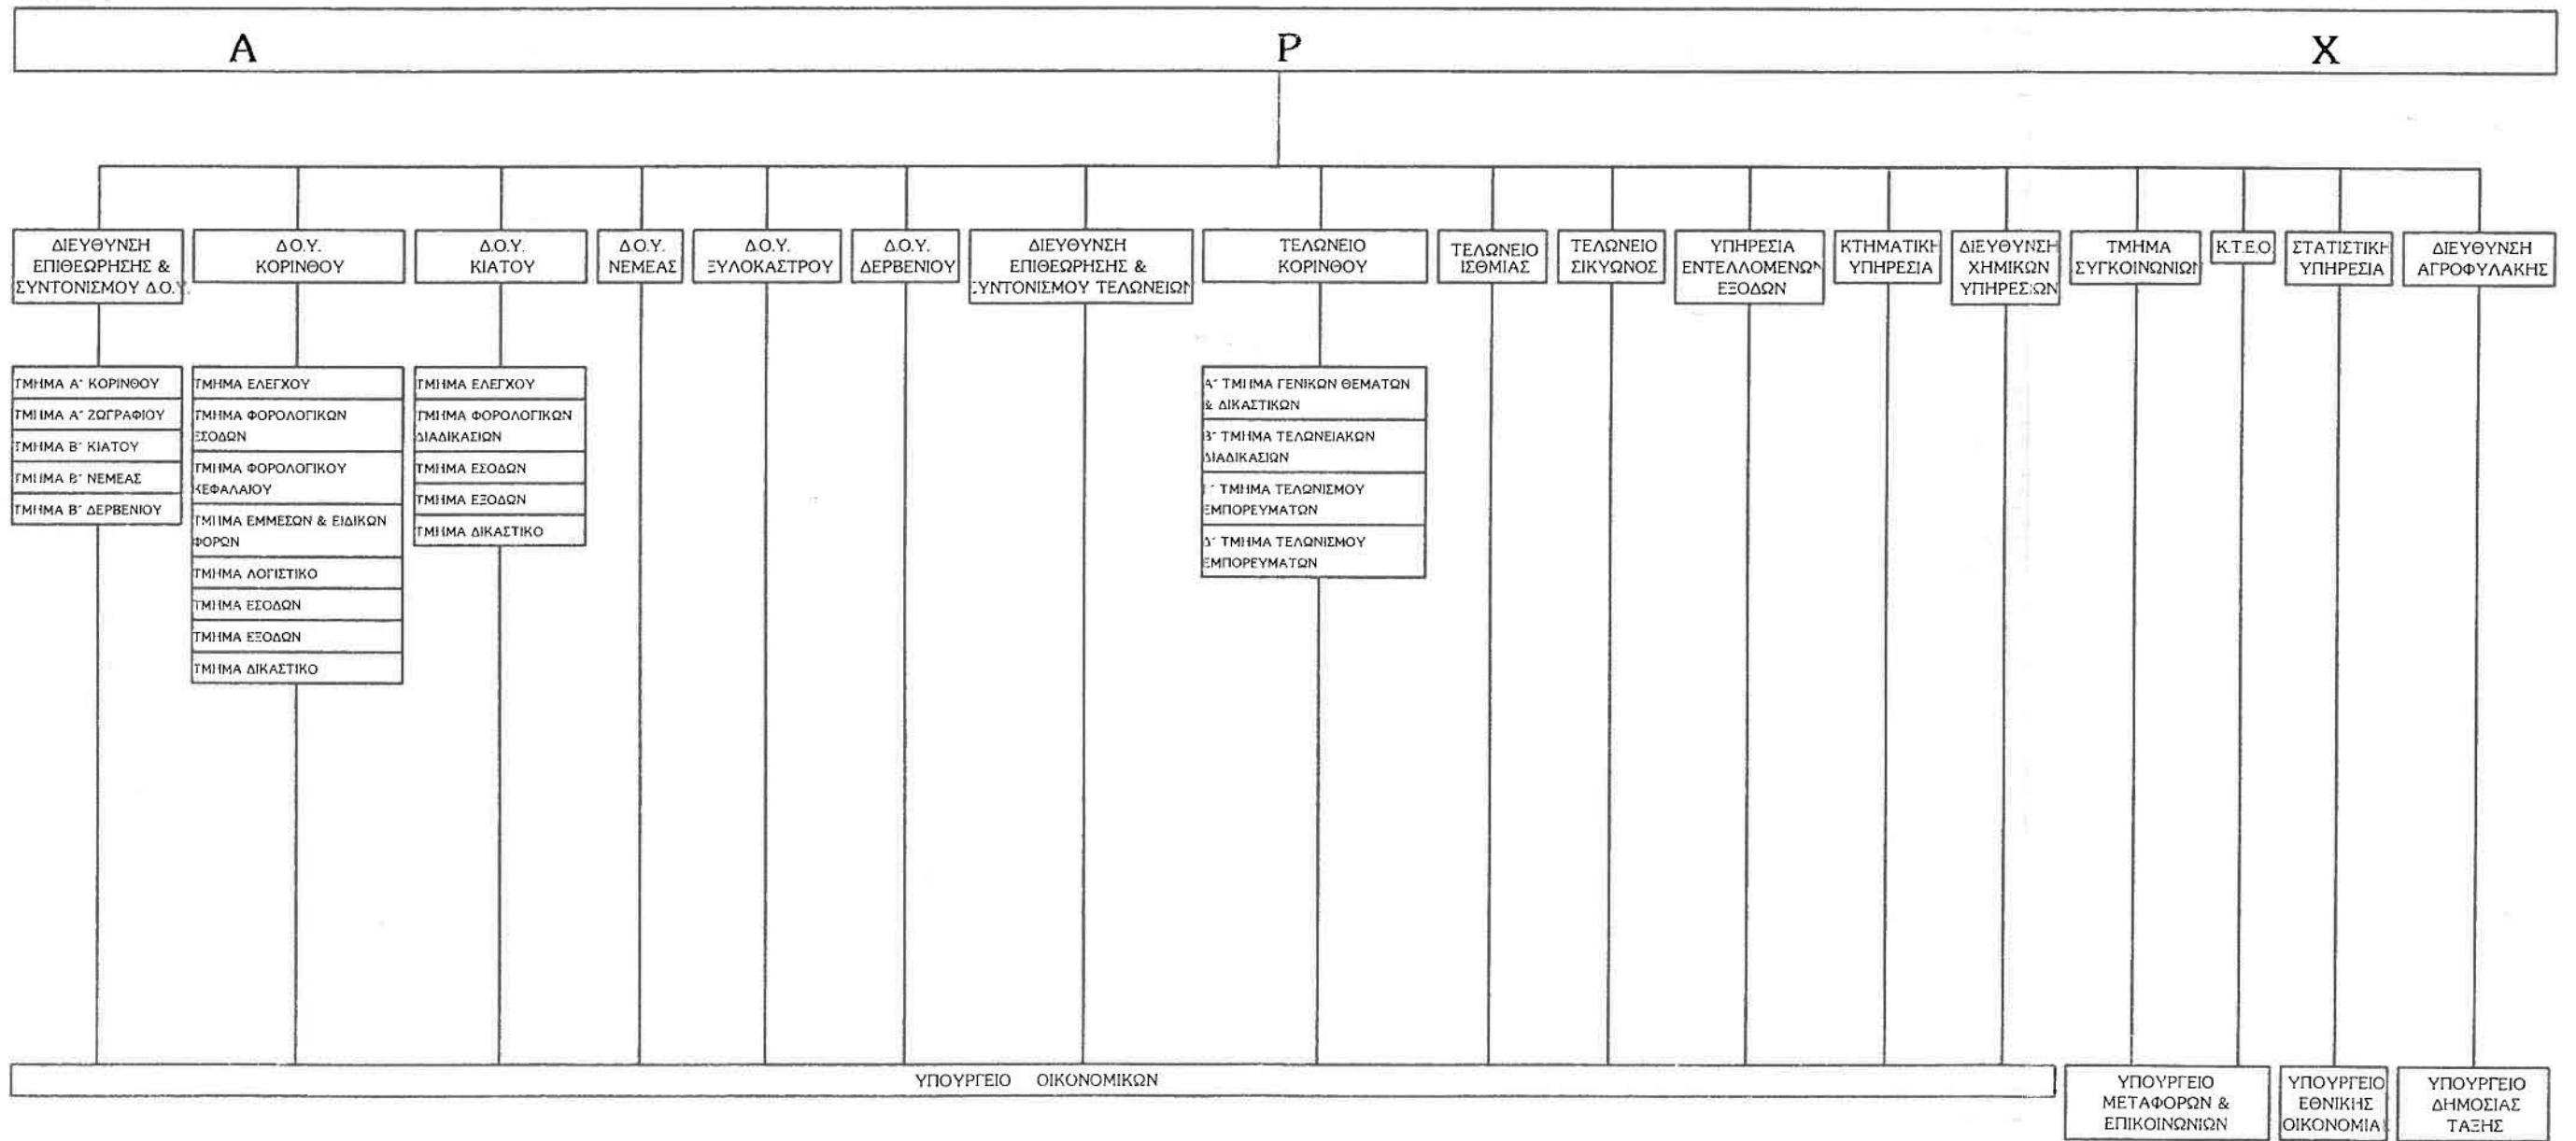 Α Ρ Χ
ΔΙΕΥΘΥΝΣΗ
ΕΠΙΘΕΩΡΗΣΗΣ &
ΣΥΝΤΟΝΙΣΜΟΥ Δ.Ο.Υ.
Δ.Ο.Υ.
ΚΟΡΙΝΘΟΥ
Δ.Ο.Υ.
ΚΙΑΤΟΥ
Δ.Ο.Υ.
ΝΕΜΕΑΣ
Δ.Ο.Υ.
ΞΥΛΟΚΑΣΤΡΟΥ
Δ.Ο.Υ.
ΔΕΡΒΕΝΙΟΥ
ΔΙΕΥΘΥΝΣΗ
ΕΠΙΘΕΩΡΗΣΗΣ &
ΣΥΝΤΟΝΙΣΜΟΥ ΤΕΛΩΝΕΙΩΝ
ΤΕΛΩΝΕΙΟ
ΚΟΡΙΝΘΟΥ
ΤΕΛΩΝΕΙΟ
ΙΣΘΜΙΑΣ
ΤΕΛΩΝΕΙΟ
ΣΙΚΥΩΝΟΣ
ΥΠΗΡΕΣΙΑ
ΕΝΤΕΛΛΟΜΕΝΩΝ
ΕΞΟΔΩΝ
ΚΤΗΜΑΤΙΚΗ
ΥΠΗΡΕΣΙΑ
ΔΙΕΥΘΥΝΣΗ
ΧΗΜΙΚΩΝ
ΥΠΗΡΕΣΙΩΝ
ΤΜΗΜΑ
ΣΥΓΚΟΙΝΩΝΙΩΝ
Κ.Τ.Ε.Ο.
ΣΤΑΤΙΣΤΙΚΗ
ΥΠΗΡΕΣΙΑ
ΔΙΕΥΘΥΝΣΗ
ΑΓΡΟΦΥΛΑΚΗΣ
ΤΜΗΜΑ Α΄ ΚΟΡΙΝΘΟΥ
ΤΜΗΜΑ Α΄ ΖΩΓΡΑΦΙΟΥ
ΤΜΗΜΑ Β΄ ΚΙΑΤΟΥ
ΤΜΗΜΑ Β΄ ΝΕΜΕΑΣ
ΤΜΗΜΑ Β΄ ΔΕΡΒΕΝΙΟΥ
ΤΜΗΜΑ ΕΛΕΓΧΟΥ
ΤΜΗΜΑ ΦΟΡΟΛΟΓΙΚΩΝ
ΕΣΟΔΩΝ
ΤΜΗΜΑ ΦΟΡΟΛΟΓΙΚΟΥ
ΚΕΦΑΛΑΙΟΥ
ΤΜΗΜΑ ΕΜΜΕΣΩΝ & ΕΙΔΙΚΩΝ
ΦΟΡΩΝ
ΤΜΗΜΑ ΛΟΓΙΣΤΙΚΟ
ΤΜΗΜΑ ΕΣΟΔΩΝ
ΤΜΗΜΑ ΕΞΟΔΩΝ
ΤΜΗΜΑ ΔΙΚΑΣΤΙΚΟ
ΤΜΗΜΑ ΕΛΕΓΧΟΥ
ΤΜΗΜΑ ΦΟΡΟΛΟΓΙΚΩΝ
ΔΙΑΔΙΚΑΣΙΩΝ
ΤΜΗΜΑ ΕΣΟΔΩΝ
ΤΜΗΜΑ ΕΞΟΔΩΝ
ΤΜΗΜΑ ΔΙΚΑΣΤΙΚΟ
Α΄ ΤΜΗΜΑ ΓΕΝΙΚΩΝ ΘΕΜΑΤΩΝ
& ΔΙΚΑΣΤΙΚΩΝ
Β΄ ΤΜΗΜΑ ΤΕΛΩΝΕΙΑΚΩΝ
ΔΙΑΔΙΚΑΣΙΩΝ
Γ΄ ΤΜΗΜΑ ΤΕΛΩΝΙΣΜΟΥ
ΕΜΠΟΡΕΥΜΑΤΩΝ
Δ΄ ΤΜΗΜΑ ΤΕΛΩΝΙΣΜΟΥ
ΕΜΠΟΡΕΥΜΑΤΩΝ
ΥΠΟΥΡΓΕΙΟ ΟΙΚΟΝΟΜΙΚΩΝ
ΥΠΟΥΡΓΕΙΟ
ΜΕΤΑΦΟΡΩΝ &
ΕΠΙΚΟΙΝΩΝΙΩΝ
ΥΠΟΥΡΓΕΙΟ
ΕΘΝΙΚΗΣ
ΟΙΚΟΝΟΜΙΑΣ
ΥΠΟΥΡΓΕΙΟ
ΔΗΜΟΣΙΑΣ
ΤΑΞΗΣ